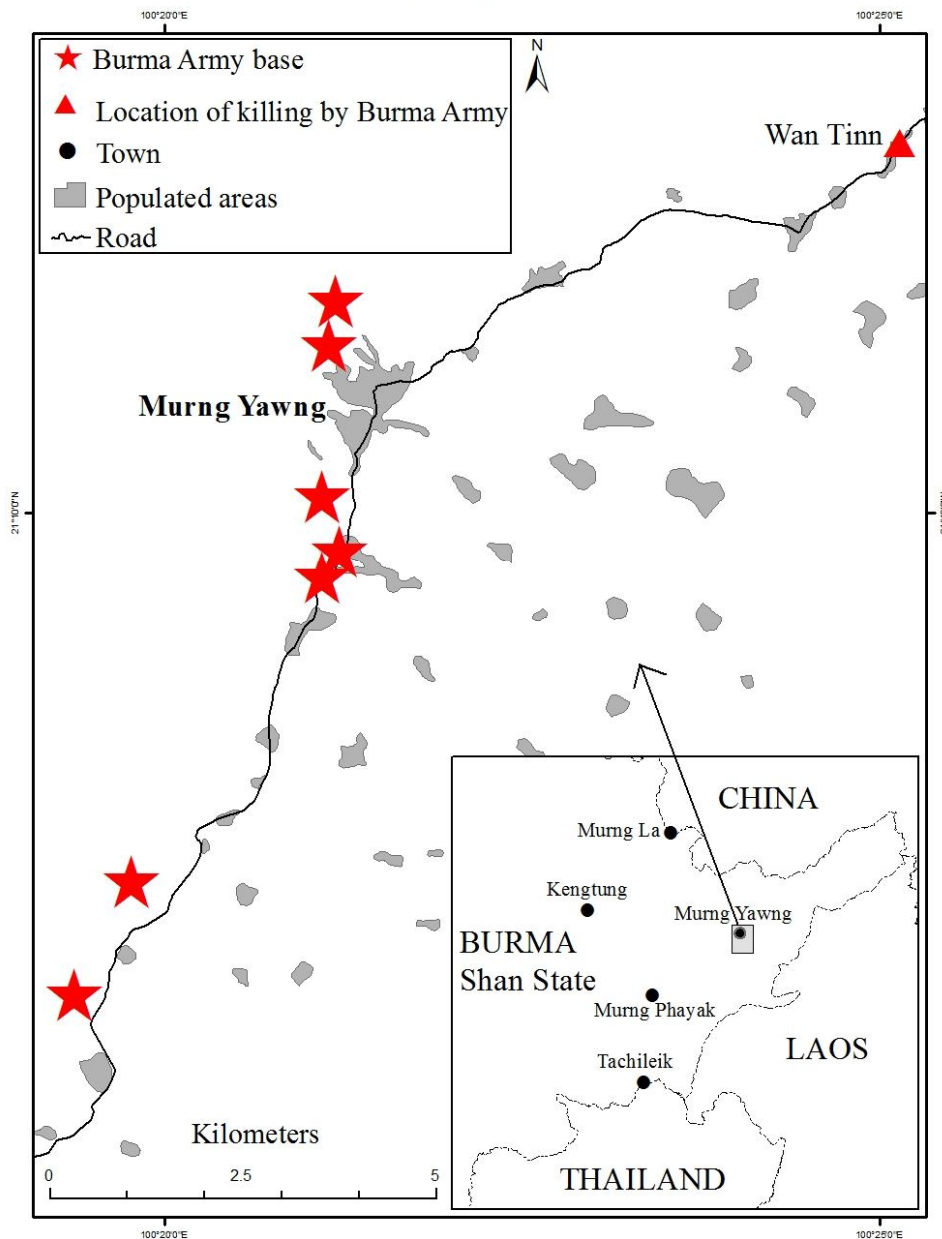 100°20'0"E
100°25'0"E
N
Burma Army base
Location of killing by Burma Army
Town
Populated areas
Road
Wan Tinn
Murng Yawng
21°10'0"N
CHINA
Murng La
Kengtung
Murng Yawng
BURMA
Shan State
Murng Phayak
LAOS
Tachileik
THAILAND
Kilometers
0 2.5 5
100°20'0"E
100°25'0"E